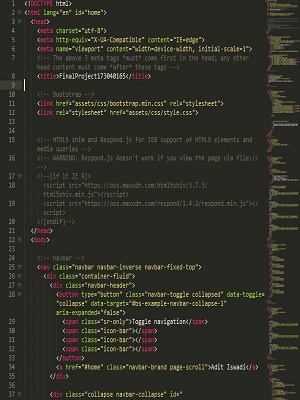 1 <!DOCTYPE html>
2 <html lang="en" id="home">
3 <head>
4 <meta charset="utf-8">
5 <meta http-equiv="X-UA-Compatible" content="IE=edge">
6 <meta name="viewport" content="width=device-width, initial-scale=1">
7 <!-- The above 3 meta tags *must* come first in the head; any other
head content must come *after* these tags -->
8 <title>FinalProject173040165</title>
9
10 <!-- Bootstrap -->
11 <link href="assets/css/bootstrap.min.css" rel="stylesheet">
12 <link href="assets/css/style.css" rel="stylesheet">
13
14
15 <!-- HTML5 shim and Respond.js for IE8 support of HTML5 elements and
media queries -->
16 <!-- WARNING: Respond.js doesn't work if you view the page via file://
-->
17 <!--[if lt IE 9]>
18 <script src="https://oss.maxcdn.com/html5shiv/3.7.3/
html5shiv.min.js"></script>
19 <script src="https://oss.maxcdn.com/respond/1.4.2/respond.min.js"></
script>
20 <![endif]-->
21 </head>
22 <body>
23
24 <!-- navbar -->
25 <nav class="navbar navbar-inverse navbar-fixed-top">
26 <div class="container-fluid">
27 <div class="navbar-header">
28 <button type="button" class="navbar-toggle collapsed" data-toggle=
"collapse" data-target="#bs-example-navbar-collapse-1"
aria-expanded="false">
29 <span class="sr-only">Toggle navigation</span>
30 <span class="icon-bar"></span>
31 <span class="icon-bar"></span>
32 <span class="icon-bar"></span>
33 </button>
34 <a href="#home" class="navbar-brand page-scroll">Adit Iswadi</a>
35 </div>
36
37 <div class="collapse navbar-collapse" id=